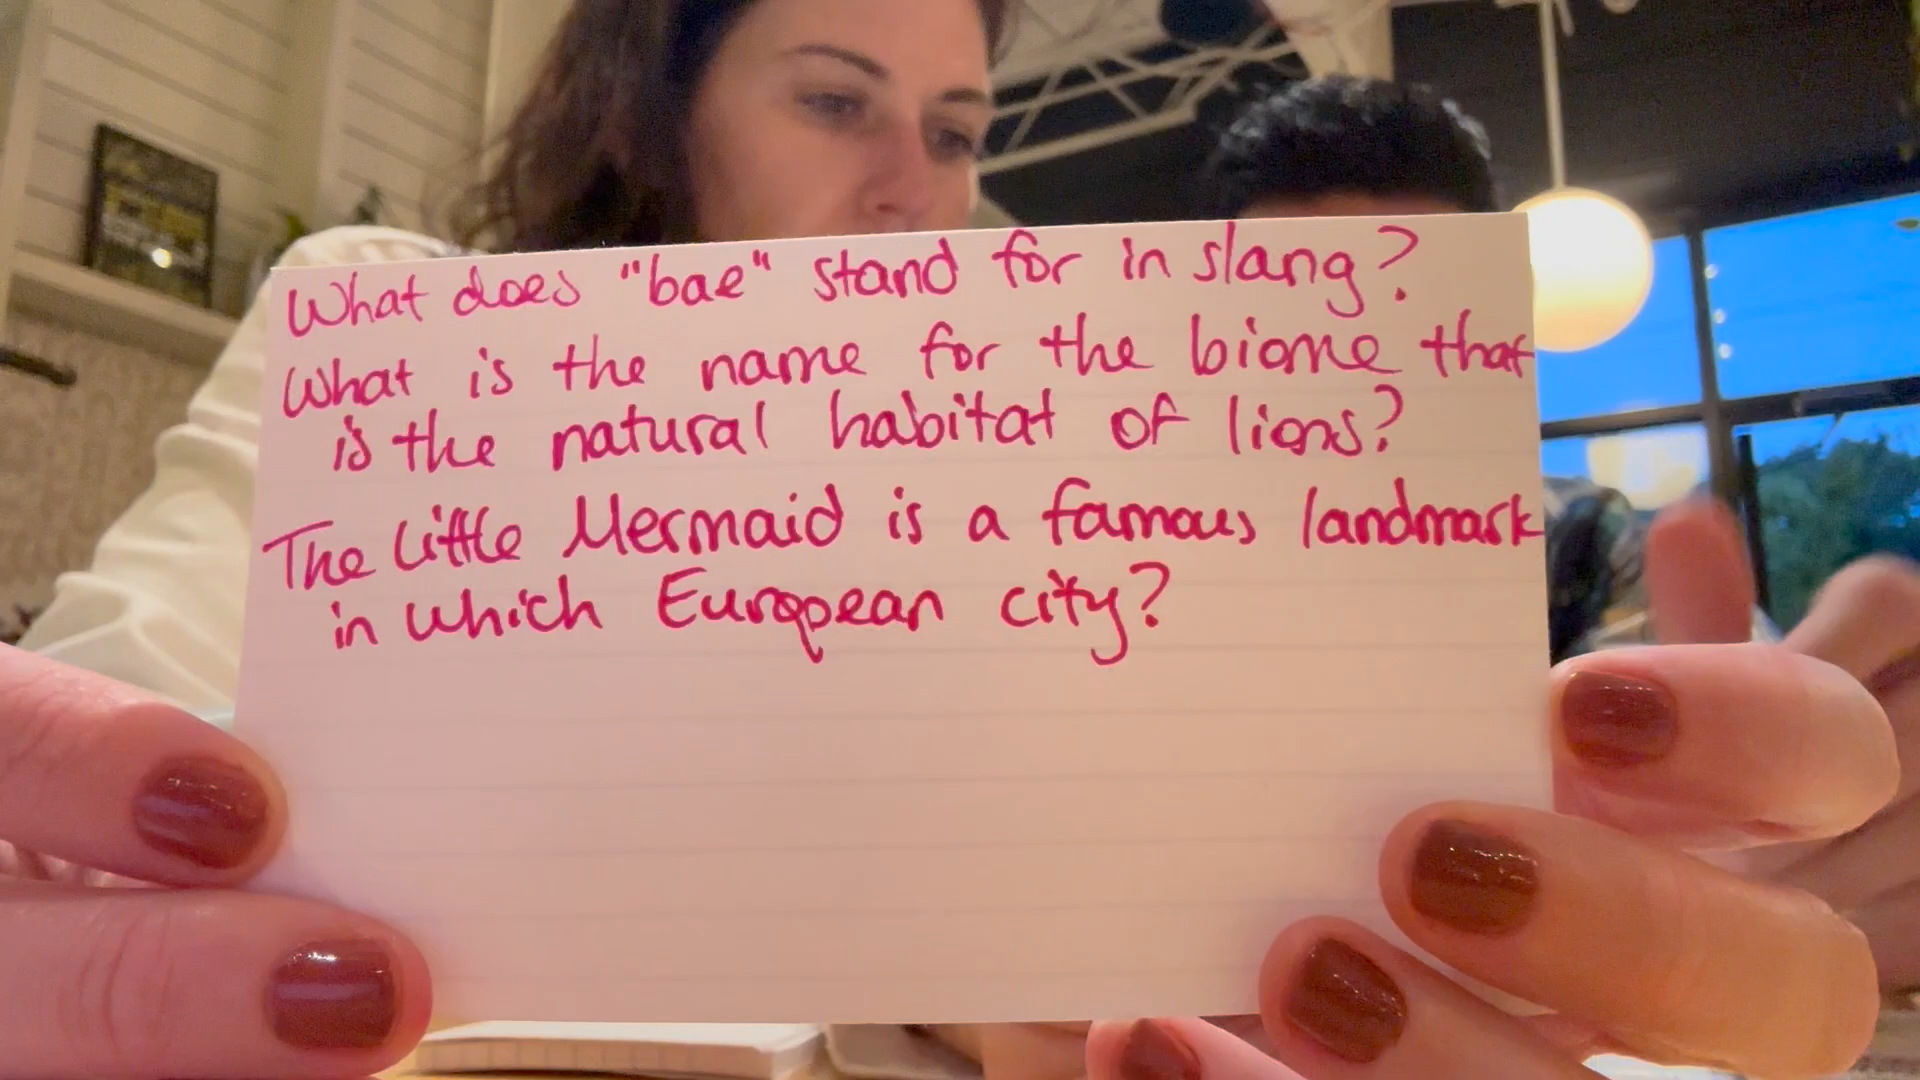 What does "bae" stand for in slang?
What is the name for the biome that
is the natural habitat of lions?
The Little Mermaid is a famous landmark
in which European city?